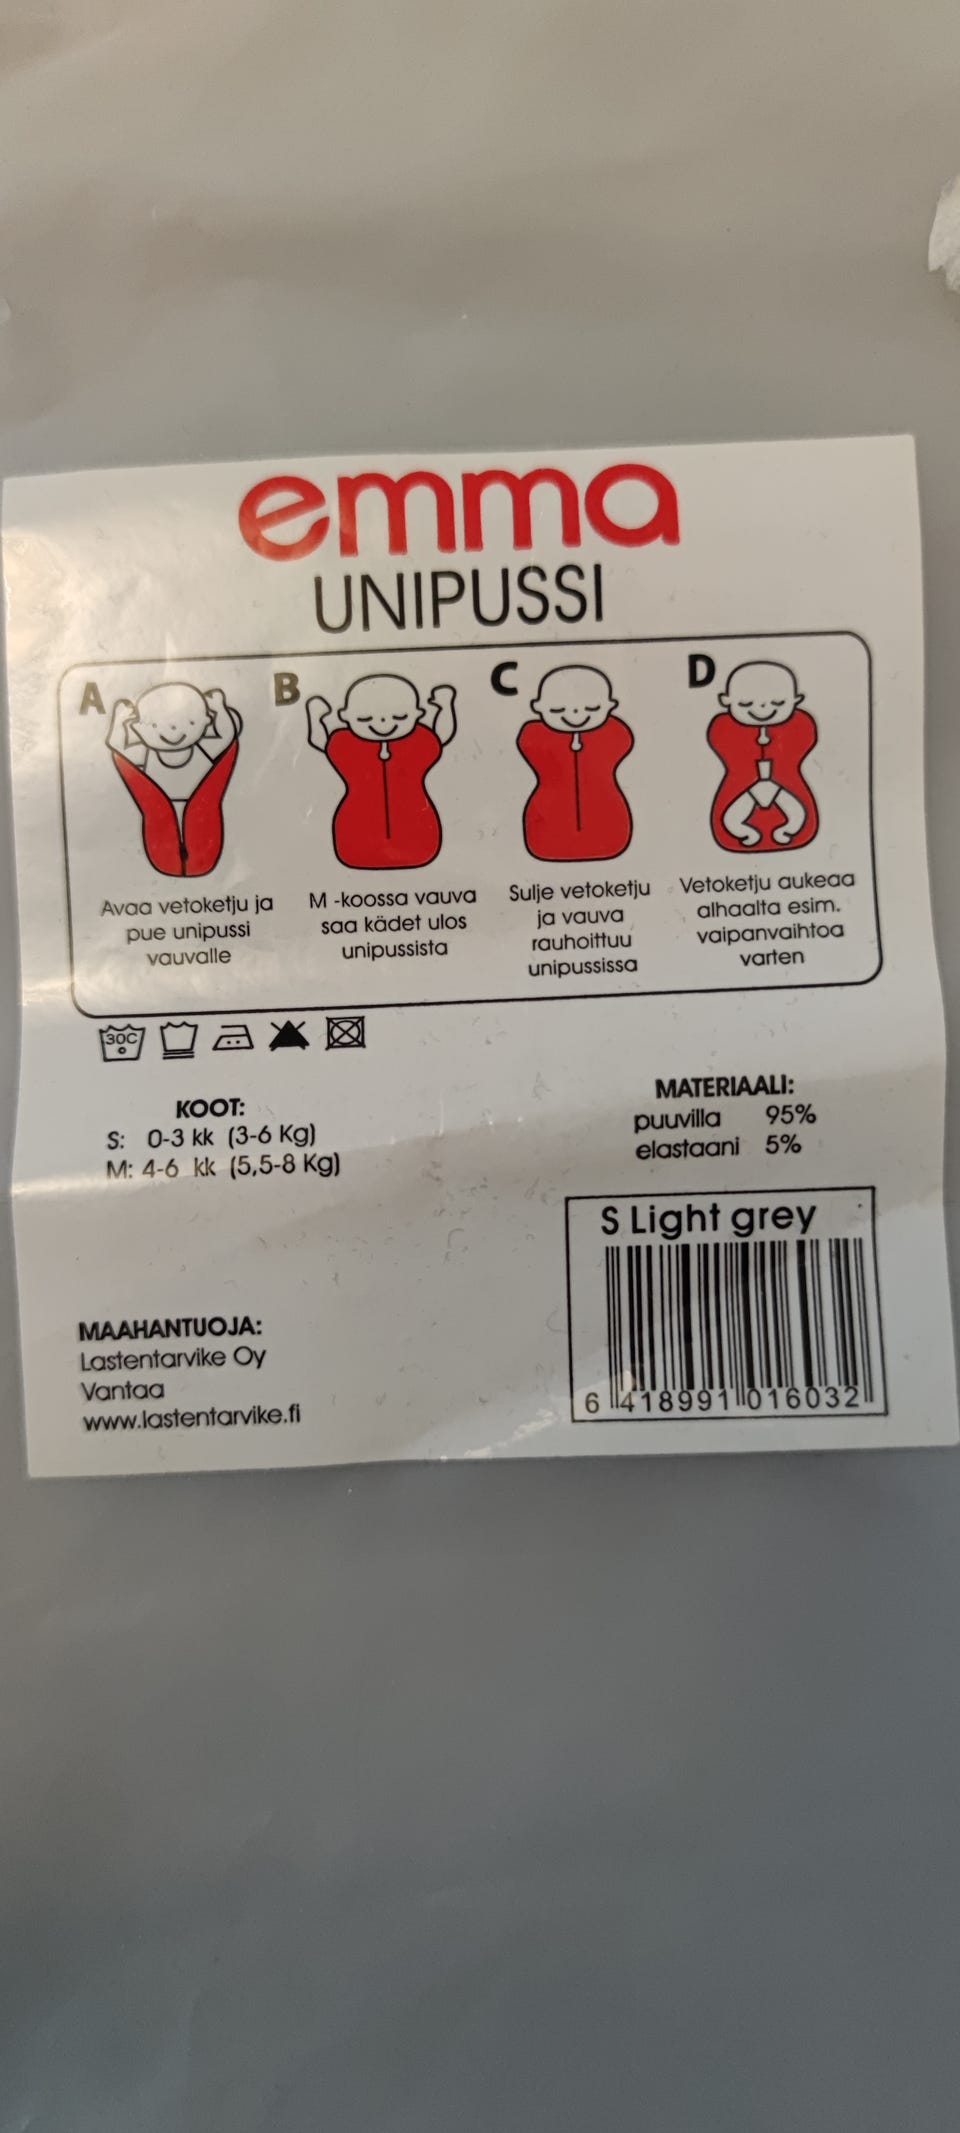 emma
UNIPUSSI
A
Avaa vetoketju ja
pue unipussi
vauvalle
B
M -koossa vauva
saa kädet ulos
unipussista
C
Sulje vetoketju
ja vauva
rauhoittuu
unipussissa
D
Vetoketju aukeaa
alhaalta esim.
vaipanvaihtoa
varten
30C
KOOT:
S: 0-3 kk (3-6 Kg)
M: 4-6 kk (5,5-8 Kg)
MATERIAALI:
puuvilla 95%
elastaani 5%
MAAHANTUOJA:
Lastentarvike Oy
Vantaa
www.lastentarvike.fi
S Light grey
6 418991 016032